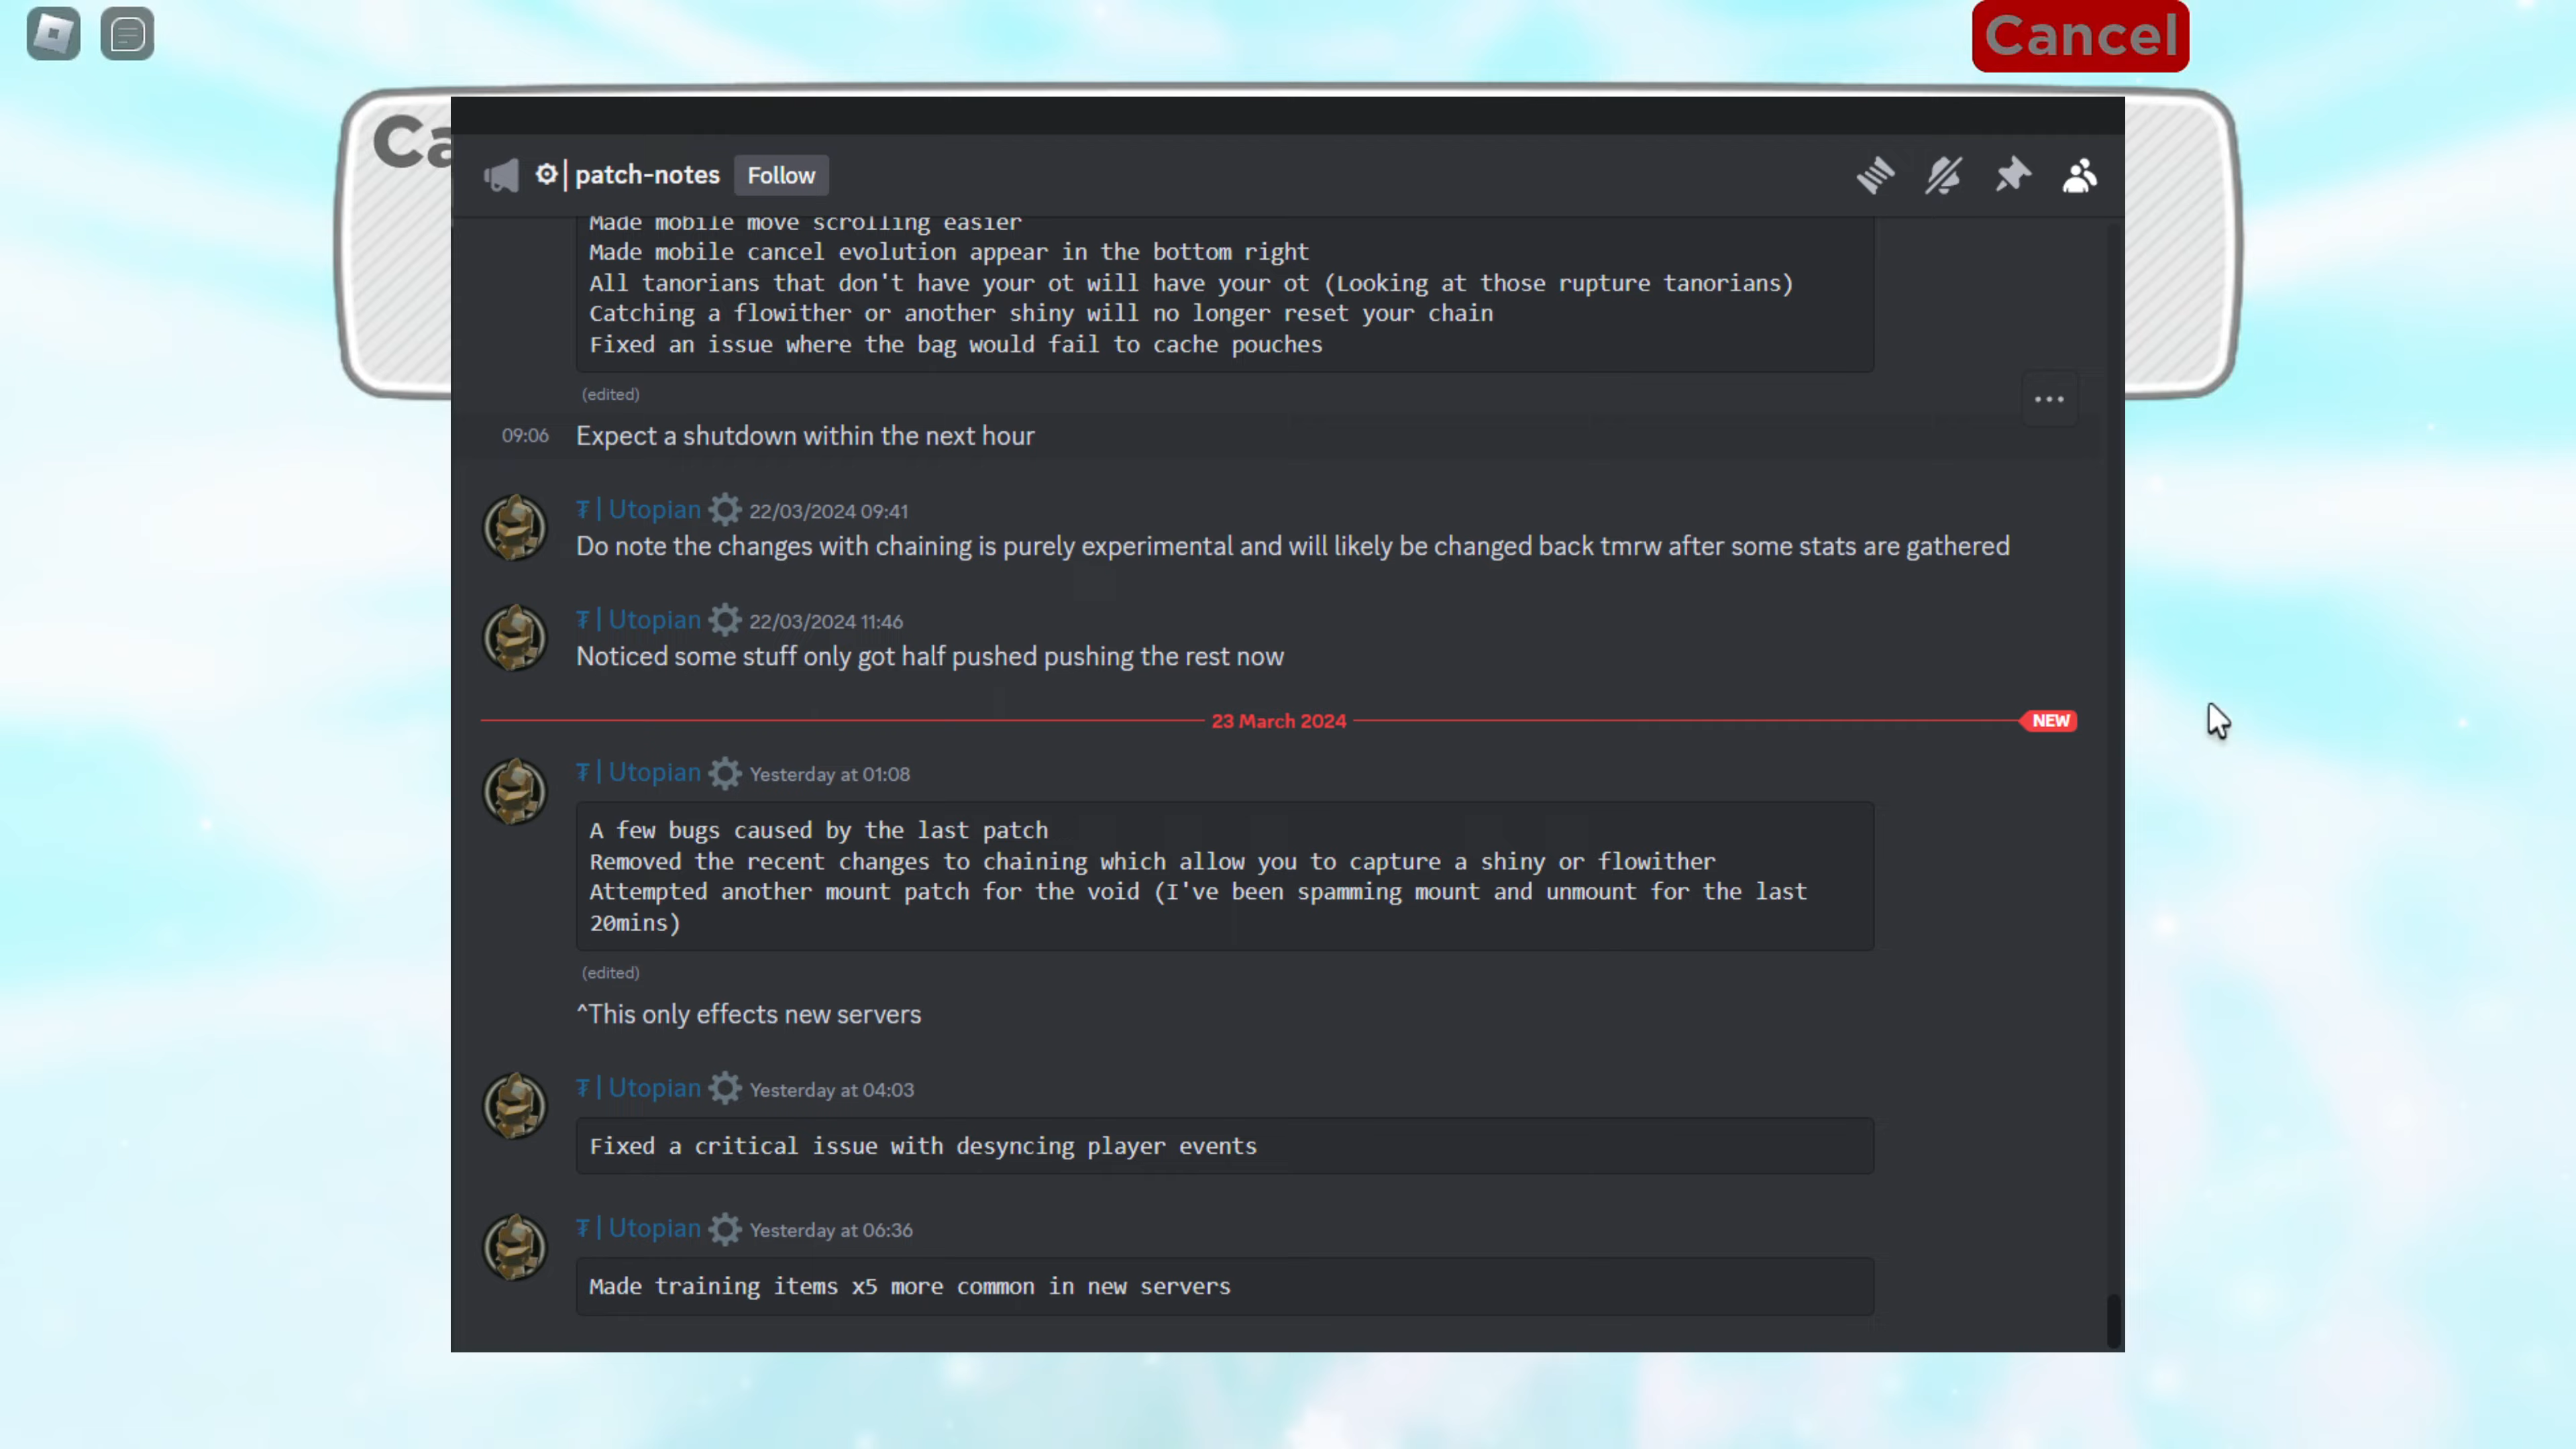 Cancel
Ca
patch-notes
Follow
Made mobile move scrolling easier
Made mobile cancel evolution appear in the bottom right
All tanorians that don't have your ot will have your ot (Looking at those rupture tanorians)
Catching a flowither or another shiny will no longer reset your chain
Fixed an issue where the bag would fail to cache pouches
(edited)
09:06 Expect a shutdown within the next hour
₮ | Utopian 22/03/2024 09:41
Do note the changes with chaining is purely experimental and will likely be changed back tmrw after some stats are gathered
₮ | Utopian 22/03/2024 11:46
Noticed some stuff only got half pushed pushing the rest now
23 March 2024 NEW
₮ | Utopian Yesterday at 01:08
A few bugs caused by the last patch
Removed the recent changes to chaining which allow you to capture a shiny or flowither
Attempted another mount patch for the void (I've been spamming mount and unmount for the last
20mins)
(edited)
^This only effects new servers
₮ | Utopian Yesterday at 04:03
Fixed a critical issue with desyncing player events
₮ | Utopian Yesterday at 06:36
Made training items x5 more common in new servers